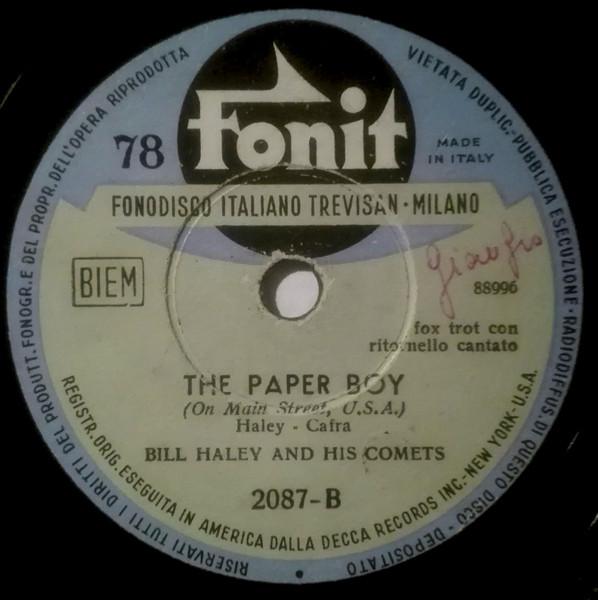 RISERVATI TUTTI I DIRITTI DEL PRODUTT. FONOGR. E DEL PROPR. DELL'OPERA RIPRODOTTA
VIETATA DUPLIC.- PUBBLICA ESECUZIONE - RADIODIFFUS. DI QUESTO DISCO - DEPOSITATO
78
Fonit
MADE
IN ITALY
FONODISCO ITALIANO TREVISAN · MILANO
BIEM
88996
fox trot con
ritornello cantato
THE PAPER BOY
(On Main Street, U.S.A.)
Haley - Cafra
BILL HALEY AND HIS COMETS
2087-B
REGISTR. ORIG. ESEGUITA IN AMERICA DALLA DECCA RECORDS INC.- NEW YORK - U.S.A.